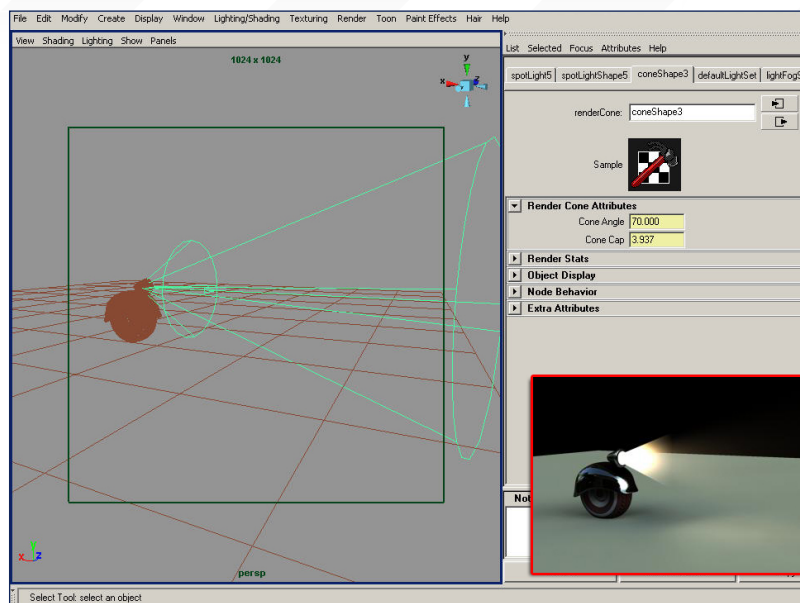 File Edit Modify Create Display Window Lighting/Shading Texturing Render Toon Paint Effects Hair Help
View Shading Lighting Show Panels
1024 x 1024
y
x
z
Y
persp
x
z
List Selected Focus Attributes Help
spotLight5 spotLightShape5 coneShape3 defaultLightSet
renderCone: coneShape3
Sample
Render Cone Attributes
Cone Angle 70.000
Cone Cap 3.937
Render Stats
Object Display
Node Behavior
Extra Attributes
Select Tool: select an object